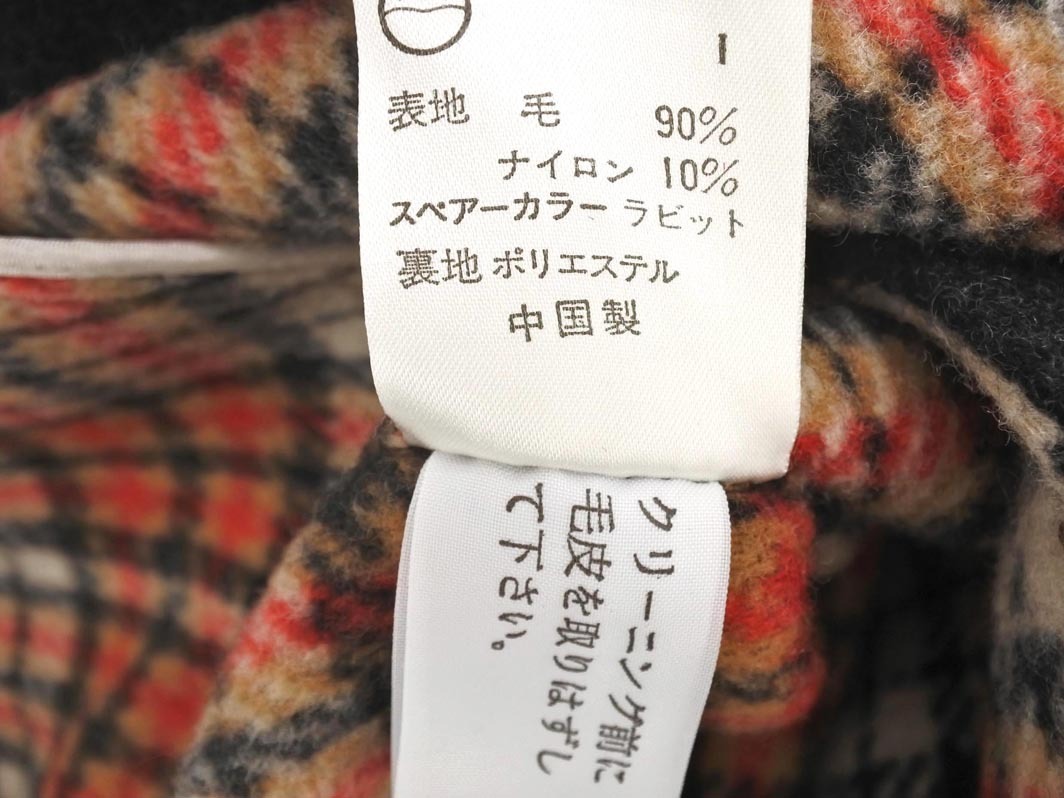 I
表地 毛 90%
ナイロン 10%
スペアーカラー ラビット
裏地 ポリエステル
中国製
クリーニング前に
毛皮を取りはずし
て下さい。